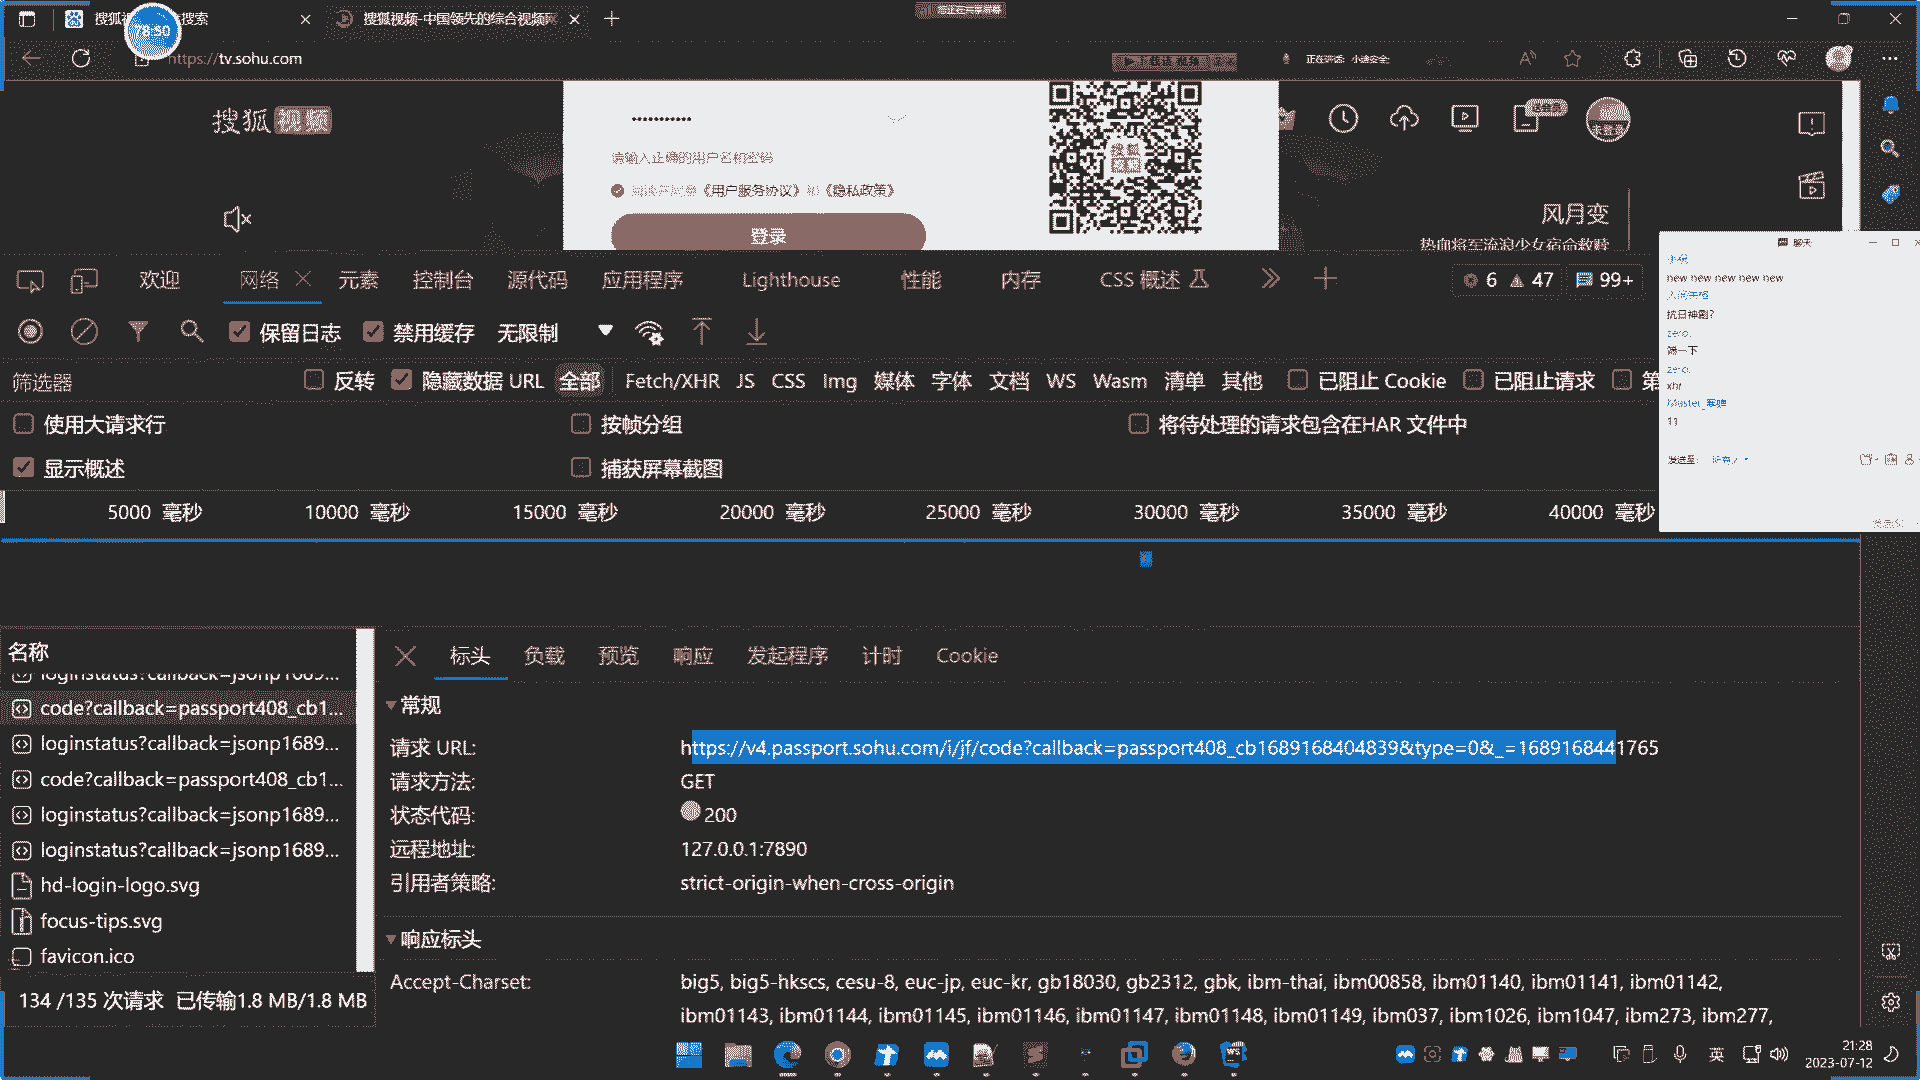 搜狐视频-中国领先的综合视频网
https://tv.sohu.com
搜狐视频
请输入正确的用户名和密码
《用户服务协议》和《隐私政策》
登录
未登录
风月变
热血将军流浪少女宿命救赎
欢迎
网络
元素
控制台
源代码
应用程序
Lighthouse
性能
内存
CSS 概述
6
47
99+
保留日志
禁用缓存
无限制
筛选器
反转
隐藏数据 URL
全部
Fetch/XHR
JS
CSS
Img
媒体
字体
文档
WS
Wasm
清单
其他
已阻止 Cookie
已阻止请求
第
使用大请求行
按帧分组
将待处理的请求包含在HAR 文件中
显示概述
捕获屏幕截图
5000 毫秒
10000 毫秒
15000 毫秒
20000 毫秒
25000 毫秒
30000 毫秒
35000 毫秒
40000 毫秒
聊天
new new new new new
抗日神剧?
zero.
筛一下
zero.
xhr
11
名称
loginstatus?callback=jsonp1689...
code?callback=passport408_cb1...
loginstatus?callback=jsonp1689...
code?callback=passport408_cb1...
loginstatus?callback=jsonp1689...
loginstatus?callback=jsonp1689...
hd-login-logo.svg
focus-tips.svg
favicon.ico
134 /135 次请求 已传输1.8 MB/1.8 MB
标头
负载
预览
响应
发起程序
计时
Cookie
常规
请求 URL:
https://v4.passport.sohu.com/i/jf/code?callback=passport408_cb1689168404839&type=0&_=1689168441765
请求方法:
GET
状态代码:
200
远程地址:
127.0.0.1:7890
引用者策略:
strict-origin-when-cross-origin
响应标头
Accept-Charset:
big5, big5-hkscs, cesu-8, euc-jp, euc-kr, gb18030, gb2312, gbk, ibm-thai, ibm00858, ibm01140, ibm01141, ibm01142,
ibm01143, ibm01144, ibm01145, ibm01146, ibm01147, ibm01148, ibm01149, ibm037, ibm1026, ibm1047, ibm273, ibm277,
英
21:28
2023-07-12